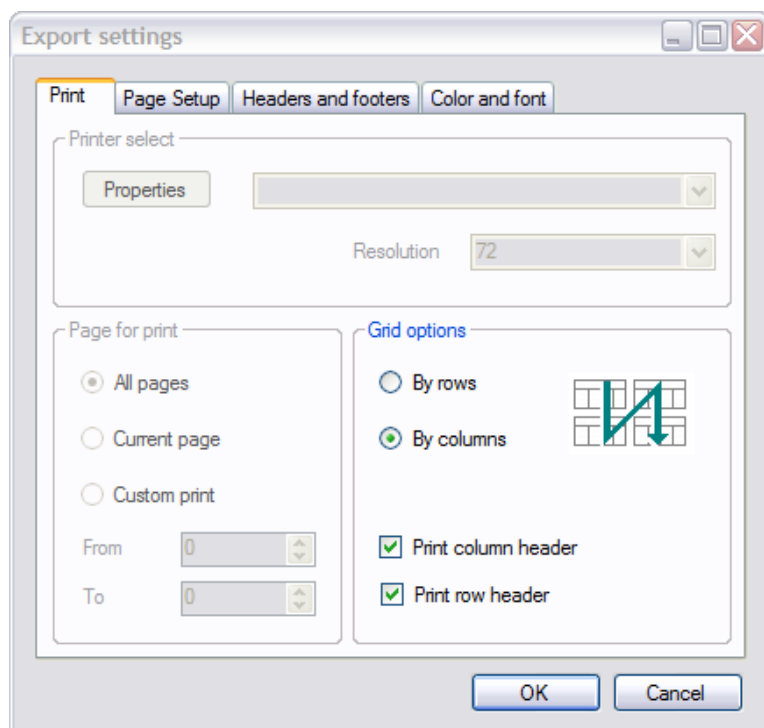 Export settings
Print Page Setup Headers and footers Color and font
Printer select
Properties
Resolution 72
Page for print
All pages
Current page
Custom print
From 0
To 0
Grid options
By rows
By columns
Print column header
Print row header
OK Cancel